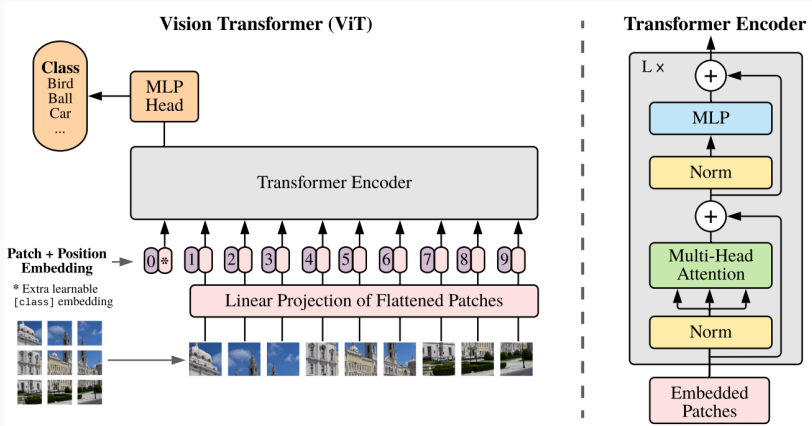 Vision Transformer (ViT)
Class
Bird
Ball
Car
...
MLP
Head
Transformer Encoder
Patch + Position
Embedding
0 * 1 2 3 4 5 6 7 8 9
* Extra learnable
[class] embedding
Linear Projection of Flattened Patches
Transformer Encoder
L x
+
MLP
Norm
+
Multi-Head
Attention
Norm
Embedded
Patches